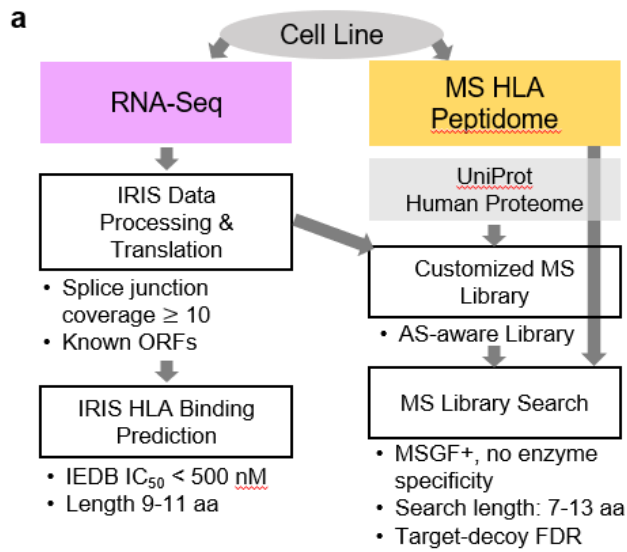 a
Cell Line
RNA-Seq
MS HLA
Peptidome
IRIS Data
Processing &
Translation
UniProt
Human Proteome
• Splice junction
coverage ≥ 10
• Known ORFs
Customized MS
Library
• AS-aware Library
IRIS HLA Binding
Prediction
MS Library Search
• IEDB IC₅₀ < 500 nM
• Length 9-11 aa
• MSGF+, no enzyme
specificity
• Search length: 7-13 aa
• Target-decoy FDR